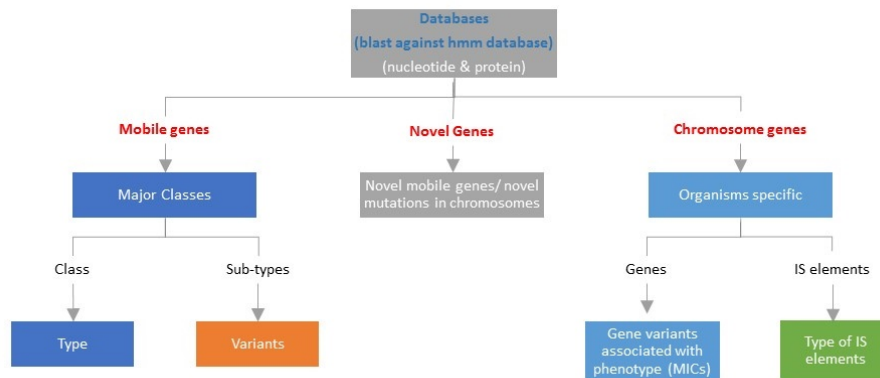 Databases
(blast against hmm database)
(nucleotide & protein)
Mobile genes
Novel Genes
Chromosome genes
Major Classes
Novel mobile genes/ novel
mutations in chromosomes
Organisms specific
Class
Sub-types
Genes
IS elements
Type
Variants
Gene variants
associated with
phenotype (MICs)
Type of IS
elements